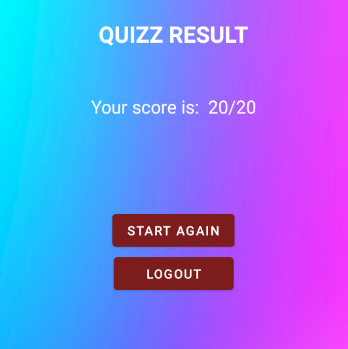 QUIZZ RESULT
Your score is: 20/20
START AGAIN
LOGOUT